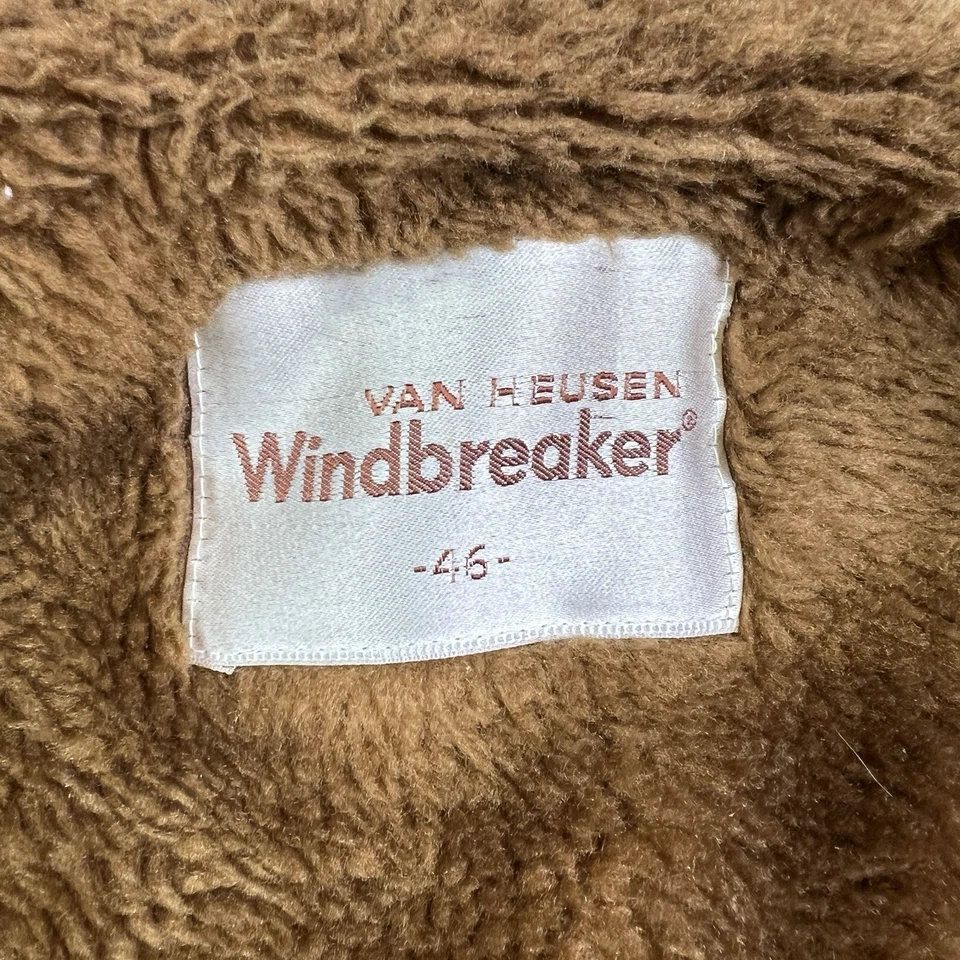 VAN HEUSEN
Windbreaker®
-46-